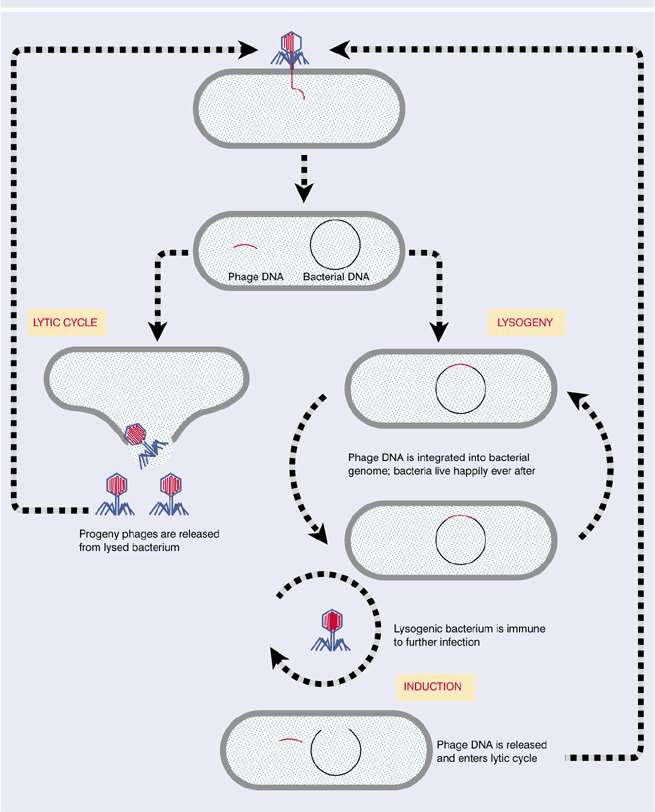 Phage DNA
Bacterial DNA
LYTIC CYCLE
LYSOGENY
Phage DNA is integrated into bacterial
genome; bacteria live happily ever after
Progeny phages are released
from lysed bacterium
Lysogenic bacterium is immune
to further infection
INDUCTION
Phage DNA is released
and enters lytic cycle